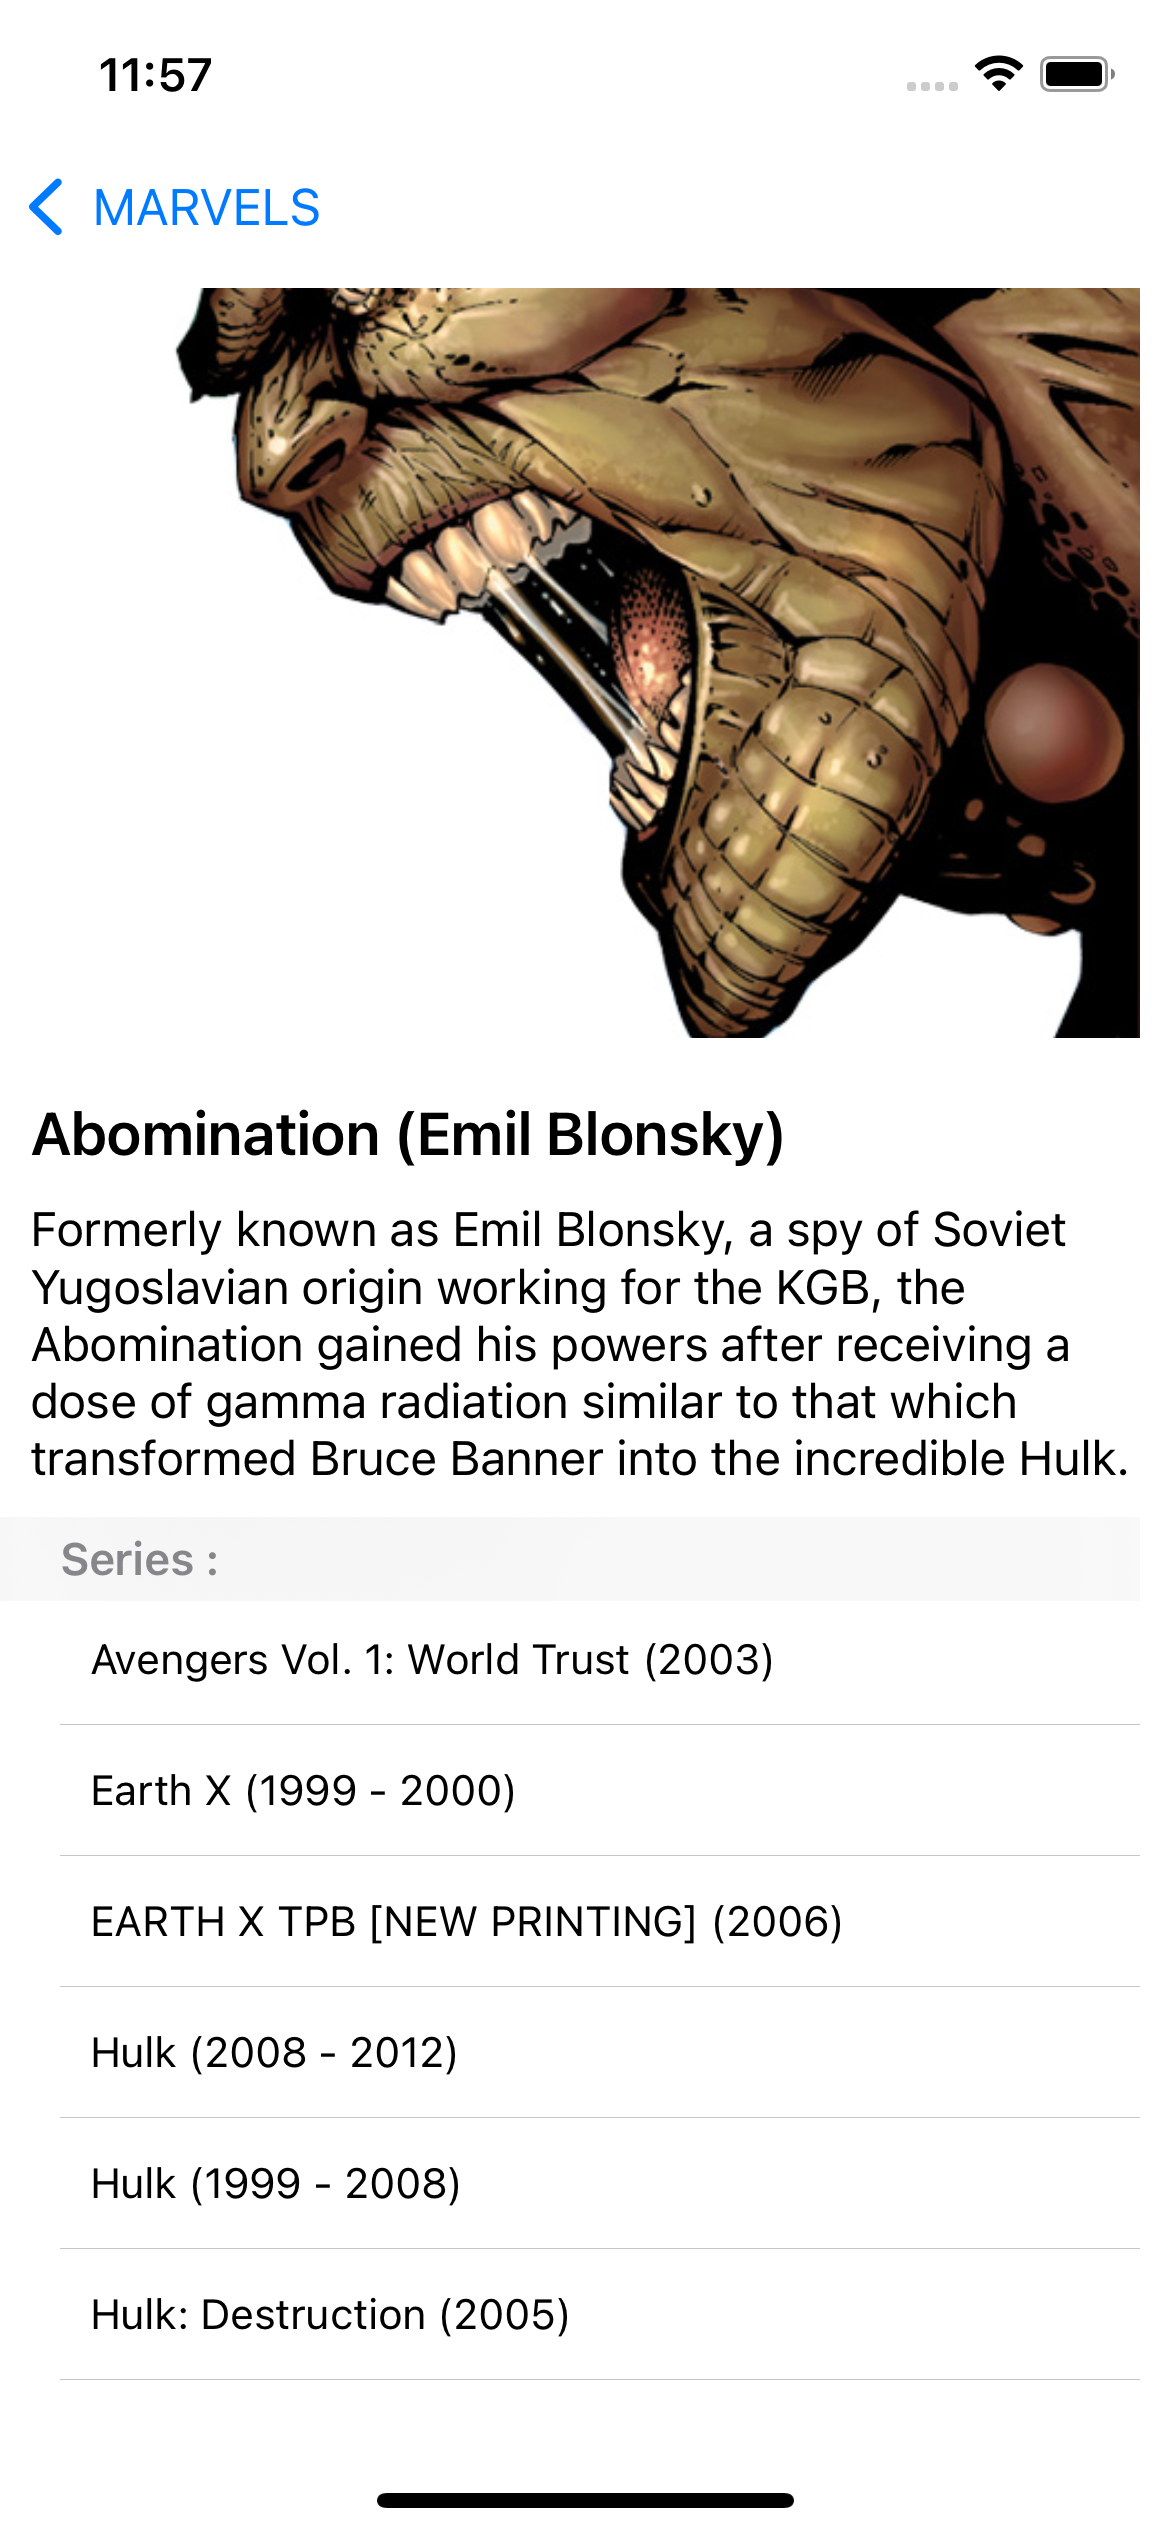 11:57
MARVELS
Abomination (Emil Blonsky)
Formerly known as Emil Blonsky, a spy of Soviet
Yugoslavian origin working for the KGB, the
Abomination gained his powers after receiving a
dose of gamma radiation similar to that which
transformed Bruce Banner into the incredible Hulk.
Series :
Avengers Vol. 1: World Trust (2003)
Earth X (1999 - 2000)
EARTH X TPB [NEW PRINTING] (2006)
Hulk (2008 - 2012)
Hulk (1999 - 2008)
Hulk: Destruction (2005)